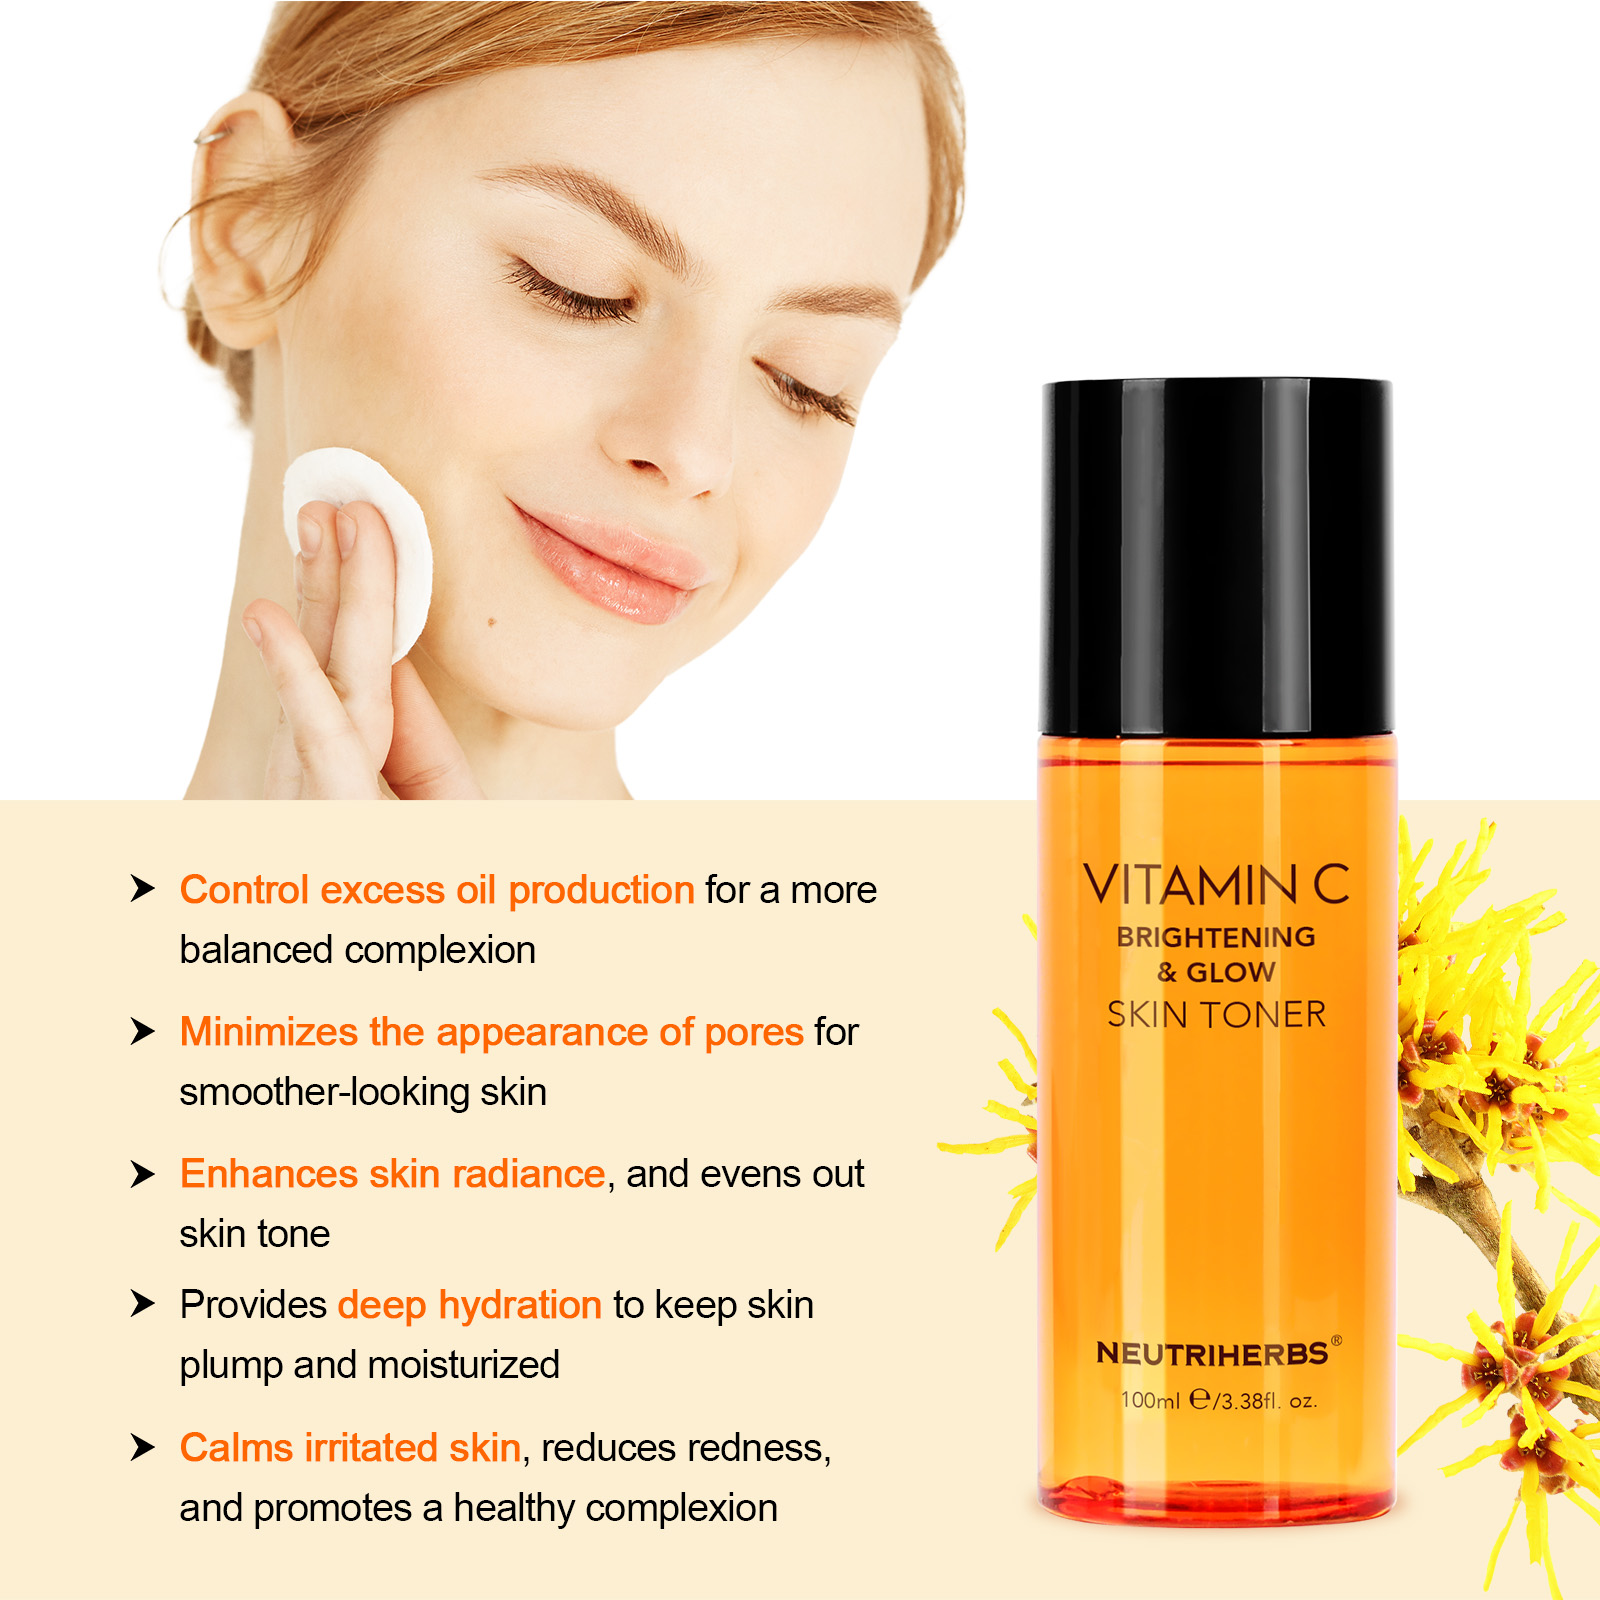 Control excess oil production for a more
balanced complexion
Minimizes the appearance of pores for
smoother-looking skin
Enhances skin radiance, and evens out
skin tone
Provides deep hydration to keep skin
plump and moisturized
Calms irritated skin, reduces redness,
and promotes a healthy complexion
VITAMIN C
BRIGHTENING
& GLOW
SKIN TONER
NEUTRIHERBS®
100ml ℮/3.38fl. oz.